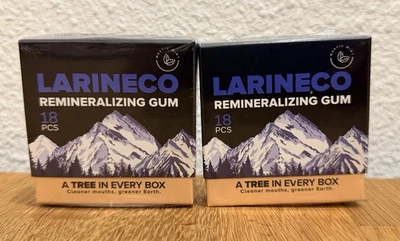 LARINECO
REMINERALIZING GUM
18
PCS
A TREE IN EVERY BOX
Cleaner mouths, greener Earth.
LARINECO
REMINERALIZING GUM
18
PCS
A TREE IN EVERY BOX
Cleaner mouths, greener Earth.